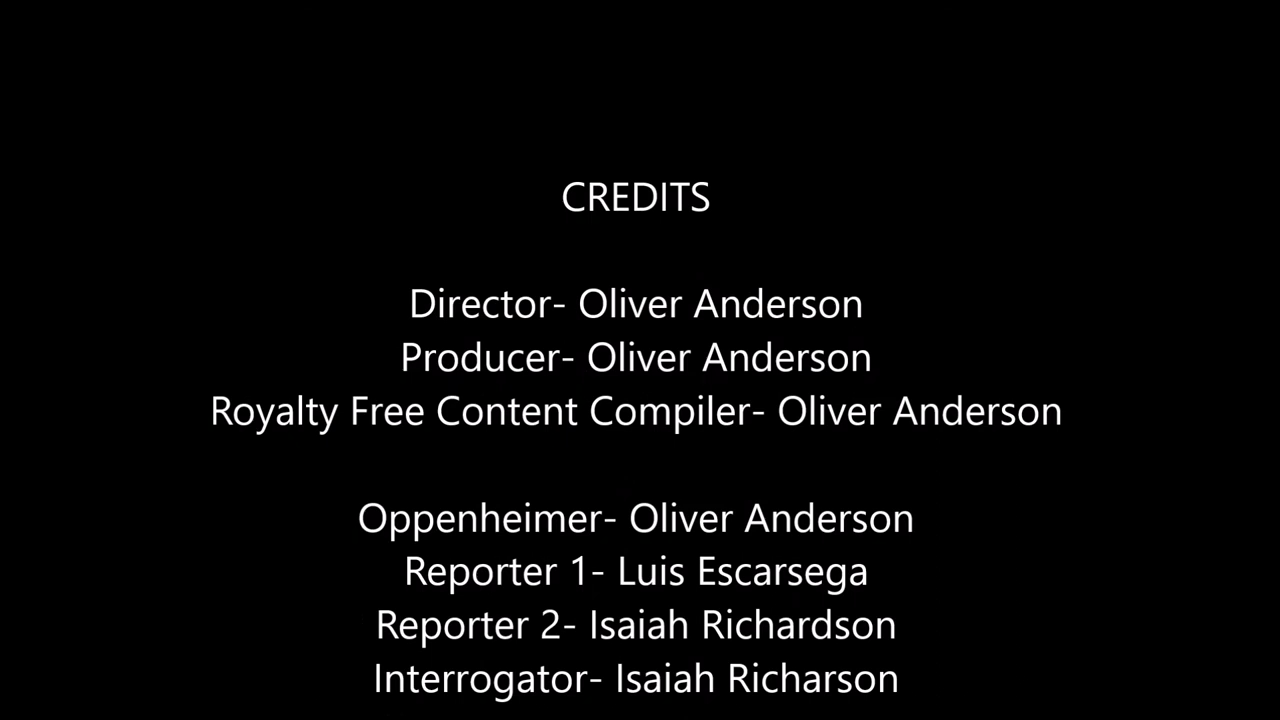 CREDITS
Director- Oliver Anderson
Producer- Oliver Anderson
Royalty Free Content Compiler- Oliver Anderson
Oppenheimer- Oliver Anderson
Reporter 1- Luis Escarsega
Reporter 2- Isaiah Richardson
Interrogator- Isaiah Richarson